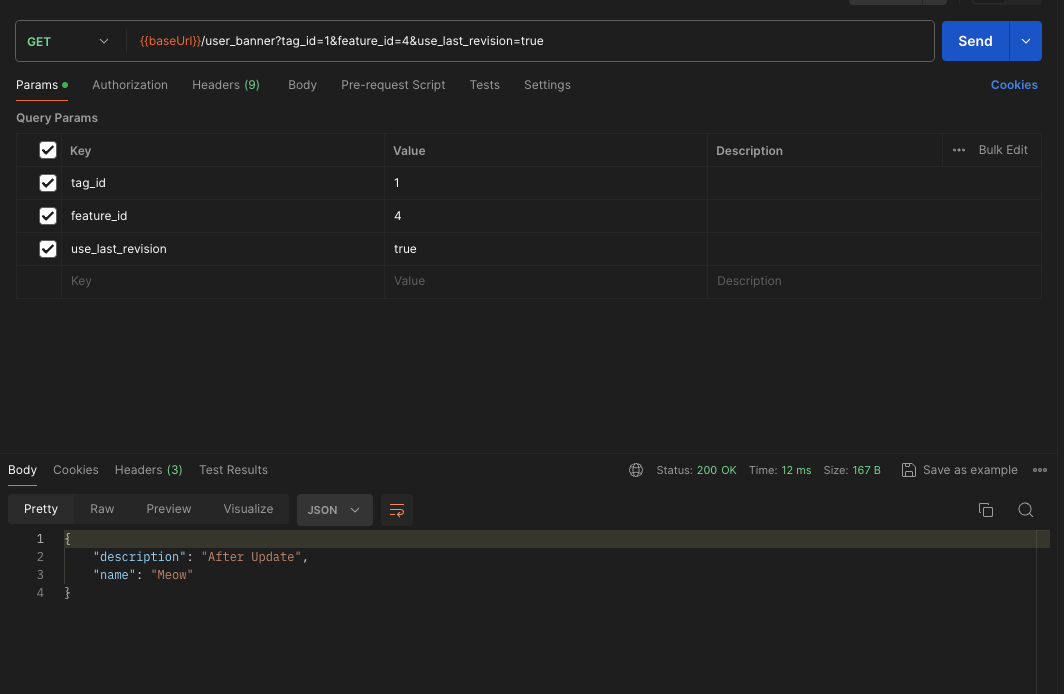 GET {{baseUrl}}/user_banner?tag_id=1&feature_id=4&use_last_revision=true Send
Params Authorization Headers (9) Body Pre-request Script Tests Settings Cookies
Query Params
Key Value Description ••• Bulk Edit
tag_id 1
feature_id 4
use_last_revision true
Key Value Description
Body Cookies Headers (3) Test Results Status: 200 OK Time: 12 ms Size: 167 B Save as example
Pretty Raw Preview Visualize JSON
1 {
2 "description": "After Update",
3 "name": "Meow"
4 }